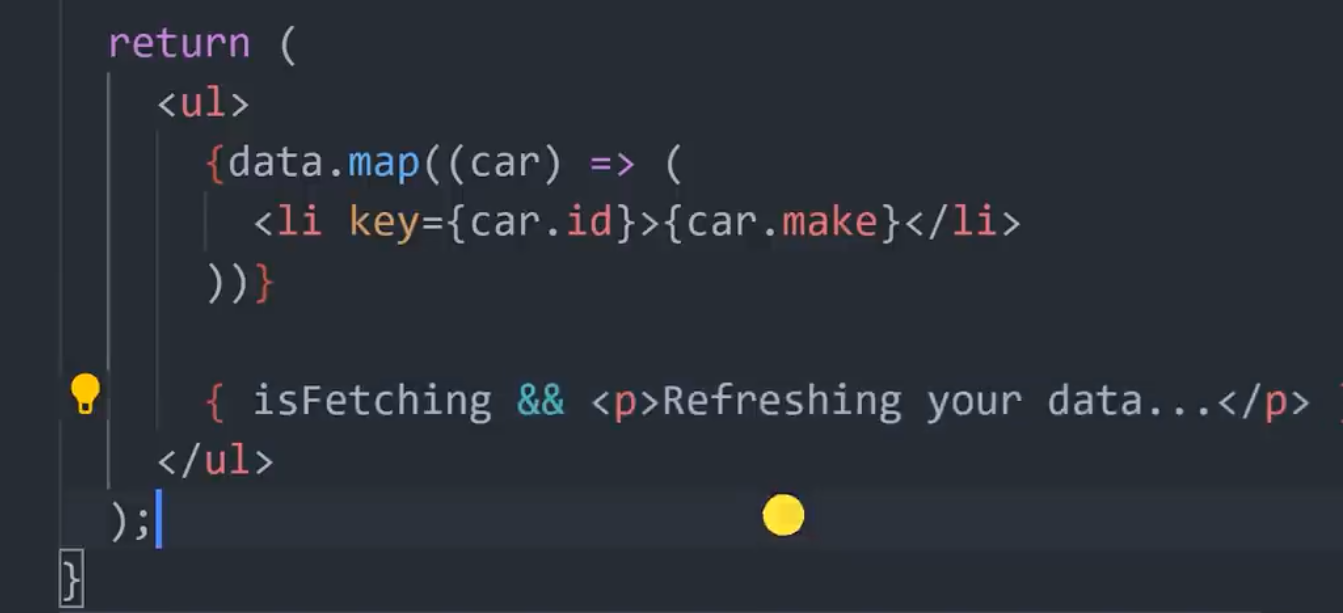 return (
<ul>
{data.map((car) => (
<li key={car.id}>{car.make}</li>
))}
{ isFetching && <p>Refreshing your data...</p> }
</ul>
);
}